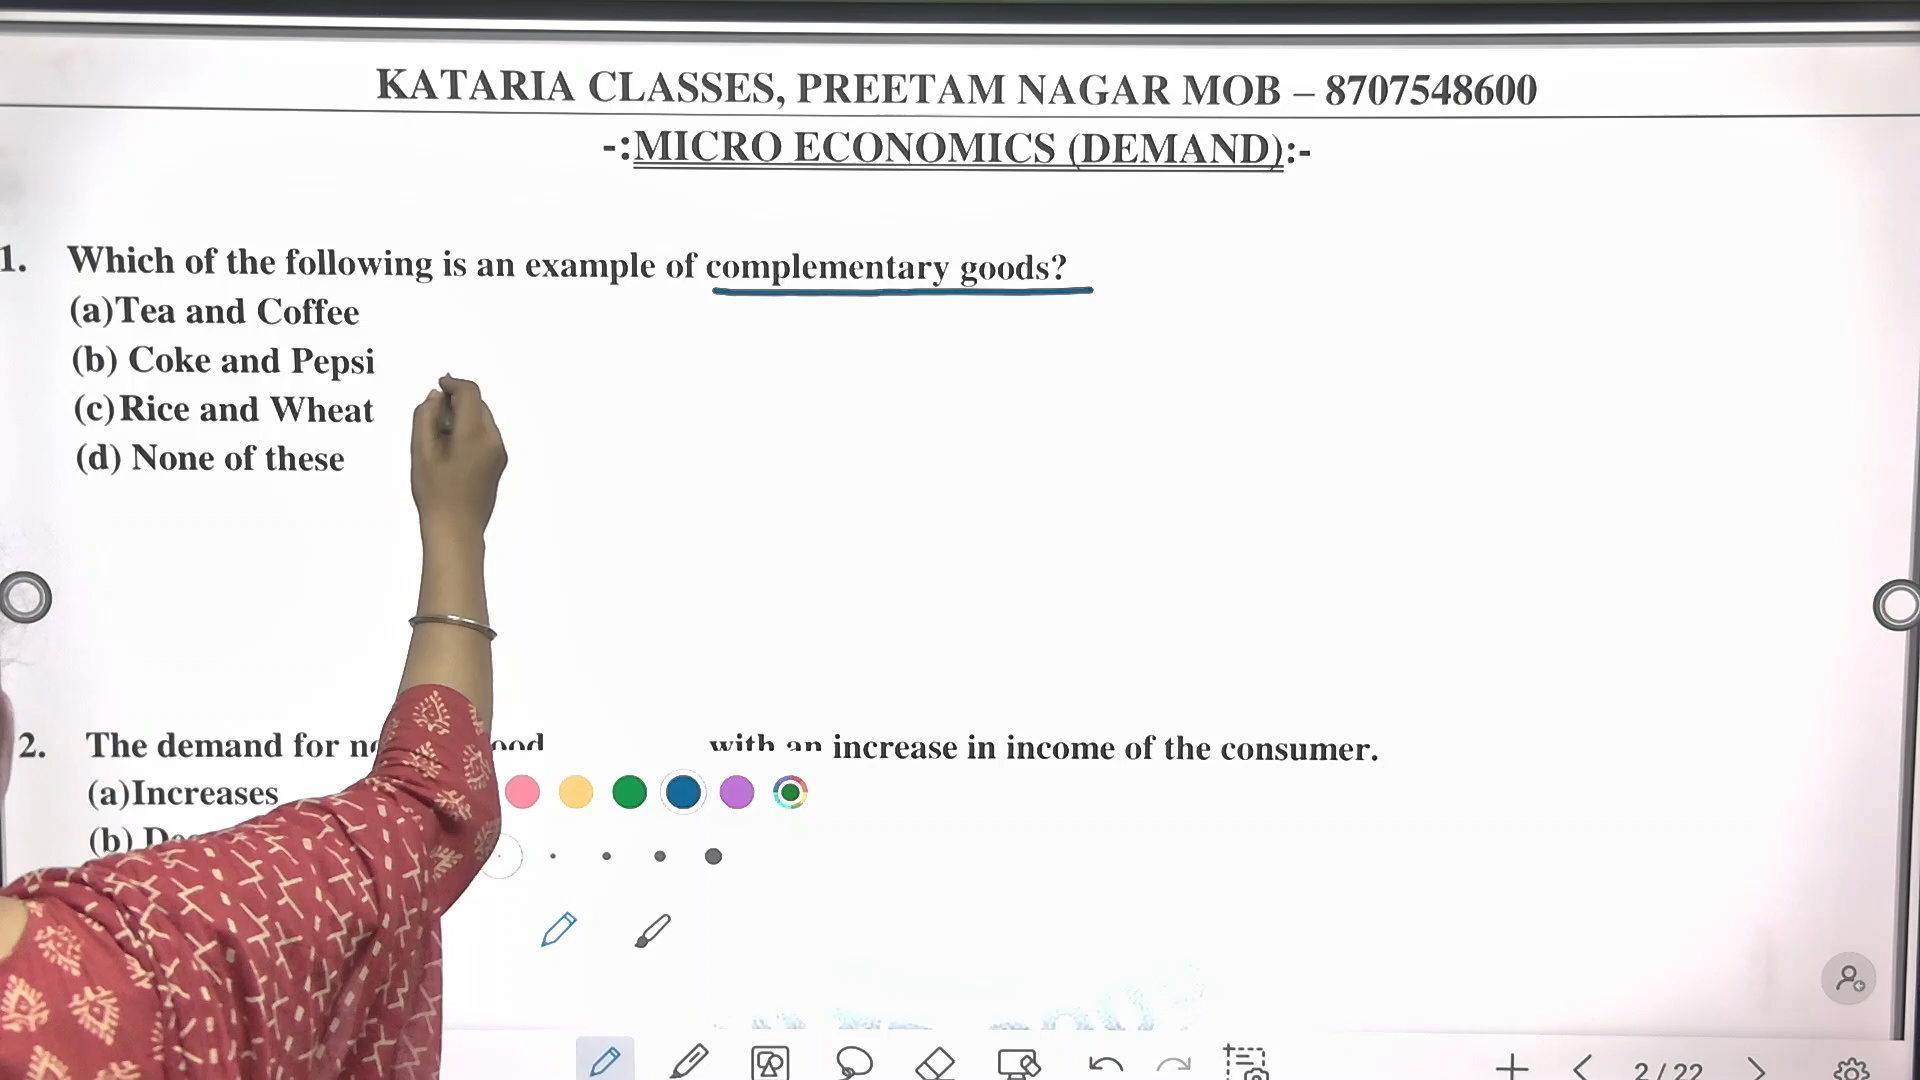 KATARIA CLASSES, PREETAM NAGAR MOB – 8707548600
-:MICRO ECONOMICS (DEMAND):-
1. Which of the following is an example of complementary goods?
(a)Tea and Coffee
(b) Coke and Pepsi
(c)Rice and Wheat
(d) None of these
2. The demand for with an increase in income of the consumer.
(a)Increases
(b)
2 / 22